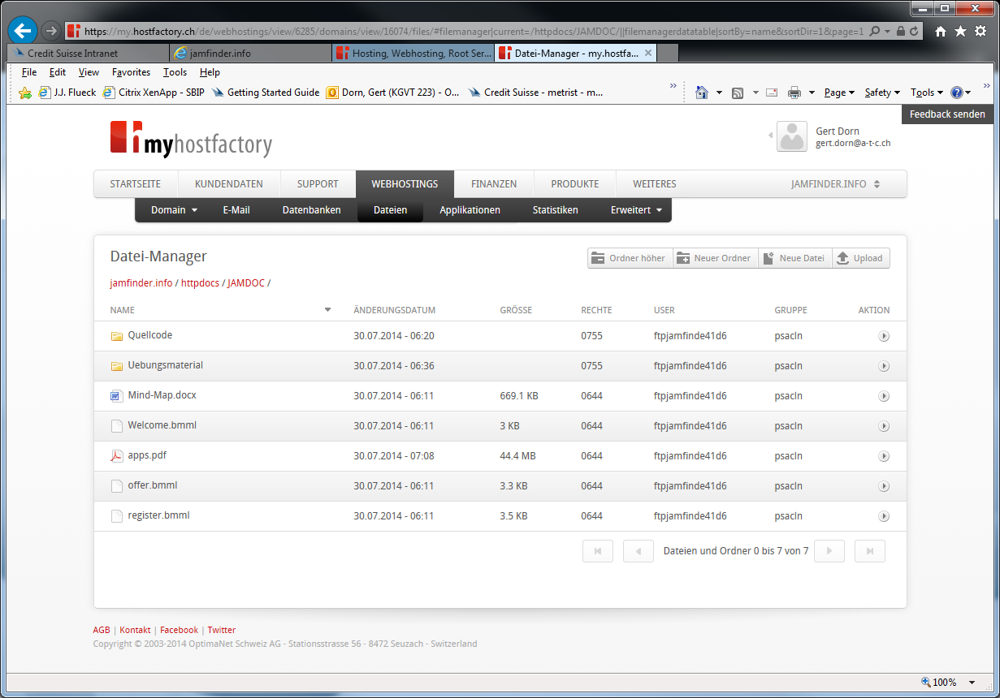 https://my.hostfactory.ch/de/webhostings/view/6285/domains/view/16074/files/#filemanager|current=/httpdocs/JAMDOC/||filemanagerdatatable|sortBy=name&sortDir=1&page=1
Credit Suisse Intranet jamfinder.info Hosting, Webhosting, Root Ser... Datei-Manager - my.hostfa...
File Edit View Favorites Tools Help
J.J. Flueck Citrix XenApp - SBIP Getting Started Guide Dorn, Gert (KGVT 223) - O... Credit Suisse - metrist - m... Page Safety Tools
Feedback senden
myhostfactory
Gert Dorn
gert.dorn@a-t-c.ch
STARTSEITE KUNDENDATEN SUPPORT WEBHOSTINGS FINANZEN PRODUKTE WEITERES JAMFINDER.INFO
Domain E-Mail Datenbanken Dateien Applikationen Statistiken Erweitert
Datei-Manager Ordner höher Neuer Ordner Neue Datei Upload
jamfinder.info / httpdocs / JAMDOC /
NAME ÄNDERUNGSDATUM GRÖSSE RECHTE USER GRUPPE AKTION
Quellcode 30.07.2014 - 06:20 0755 ftpjamfinde41d6 psacln
Uebungsmaterial 30.07.2014 - 06:36 0755 ftpjamfinde41d6 psacln
Mind-Map.docx 30.07.2014 - 06:11 669.1 KB 0644 ftpjamfinde41d6 psacln
Welcome.bmml 30.07.2014 - 06:11 3 KB 0644 ftpjamfinde41d6 psacln
apps.pdf 30.07.2014 - 07:08 44.4 MB 0644 ftpjamfinde41d6 psacln
offer.bmml 30.07.2014 - 06:11 3.3 KB 0644 ftpjamfinde41d6 psacln
register.bmml 30.07.2014 - 06:11 3.5 KB 0644 ftpjamfinde41d6 psacln
Dateien und Ordner 0 bis 7 von 7
AGB | Kontakt | Facebook | Twitter
Copyright © 2003-2014 OptimaNet Schweiz AG - Stationsstrasse 56 - 8472 Seuzach - Switzerland
100%